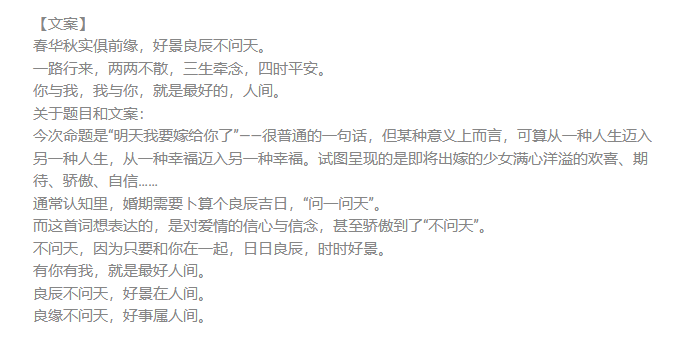 【文案】
春华秋实俱前缘，好景良辰不问天。
一路行来，两两不散，三生牵念，四时平安。
你与我，我与你，就是最好的，人间。
关于题目和文案：
今次命题是“明天我要嫁给你了”——很普通的一句话，但某种意义上而言，可算从一种人生迈入
另一种人生，从一种幸福迈入另一种幸福。试图呈现的是即将出嫁的少女满心洋溢的欢喜、期
待、骄傲、自信……
通常认知里，婚期需要卜算个良辰吉日，“问一问天”。
而这首词想表达的，是对爱情的信心与信念，甚至骄傲到了“不问天”。
不问天，因为只要和你在一起，日日良辰，时时好景。
有你有我，就是最好人间。
良辰不问天，好景在人间。
良缘不问天，好事属人间。